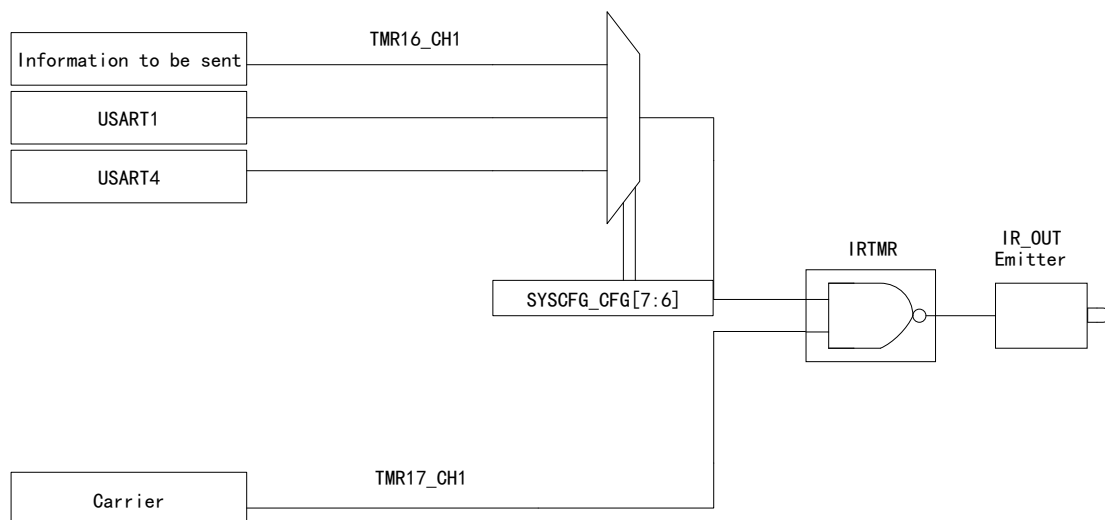 TMR16_CH1
Information to be sent
USART1
USART4
IRTMR
IR_OUT
Emitter
SYSCFG_CFG[7:6]
TMR17_CH1
Carrier